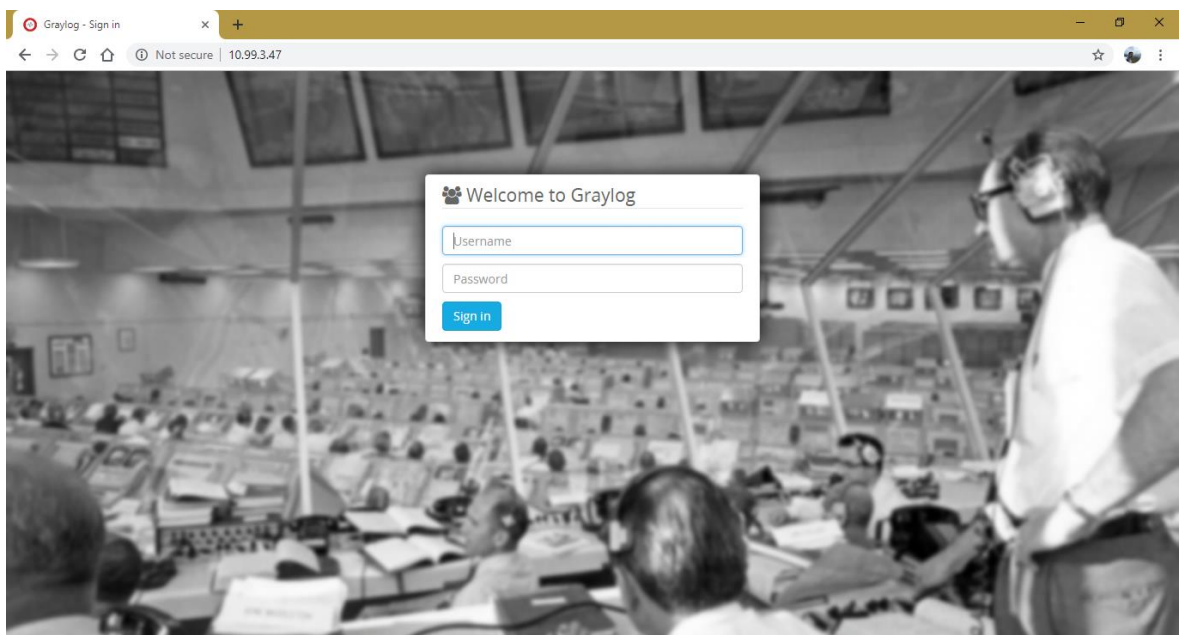 Graylog - Sign in
Not secure | 10.99.3.47
Welcome to Graylog
Username
Password
Sign in